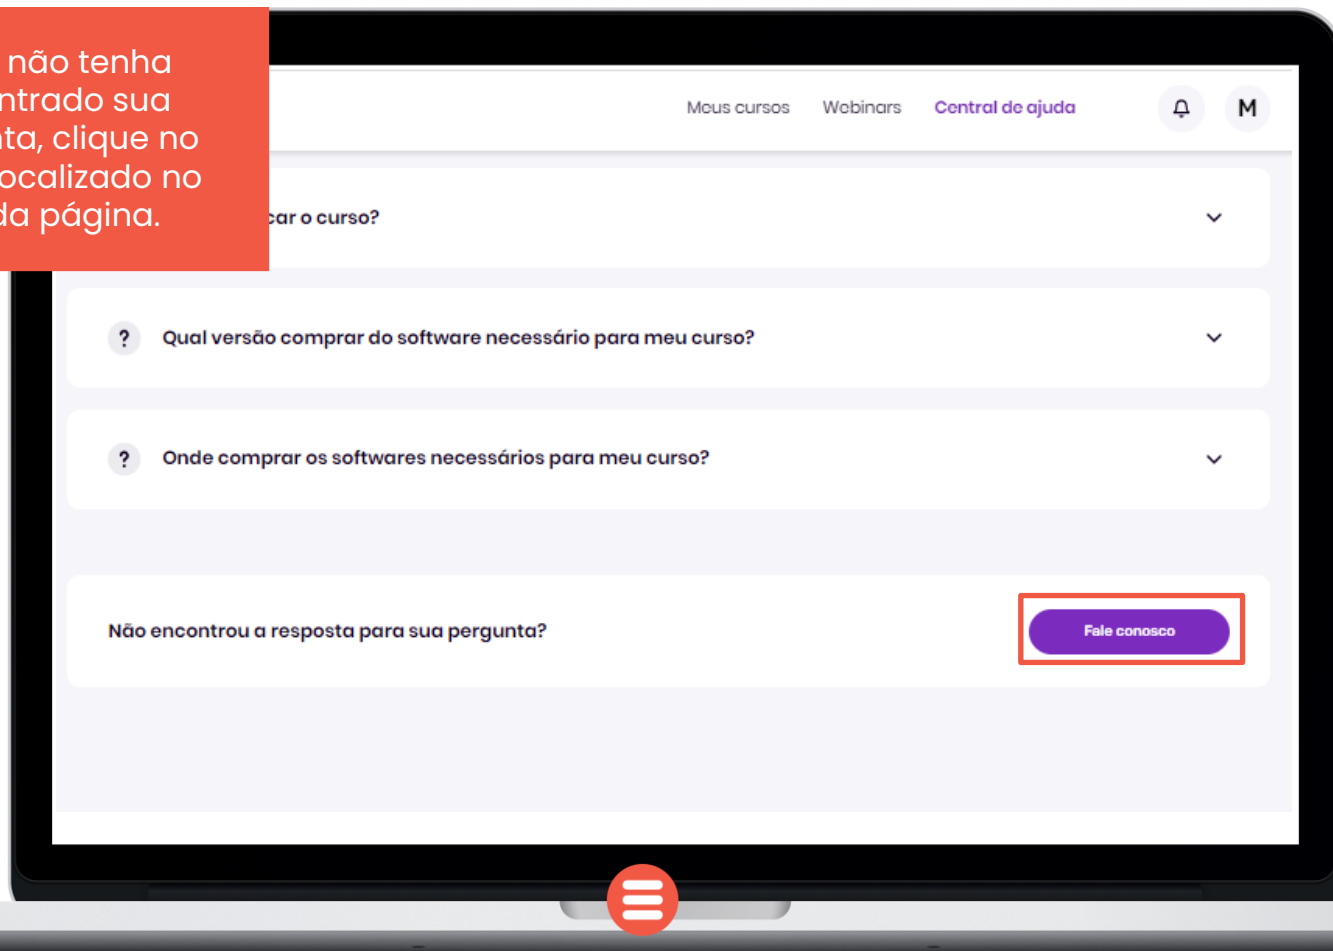 não tenha
ntrado sua
nta, clique no
ocalizado no
da página.
Meus cursos Webinars Central de ajuda M
car o curso?
? Qual versão comprar do software necessário para meu curso?
? Onde comprar os softwares necessários para meu curso?
Não encontrou a resposta para sua pergunta? Fale conosco